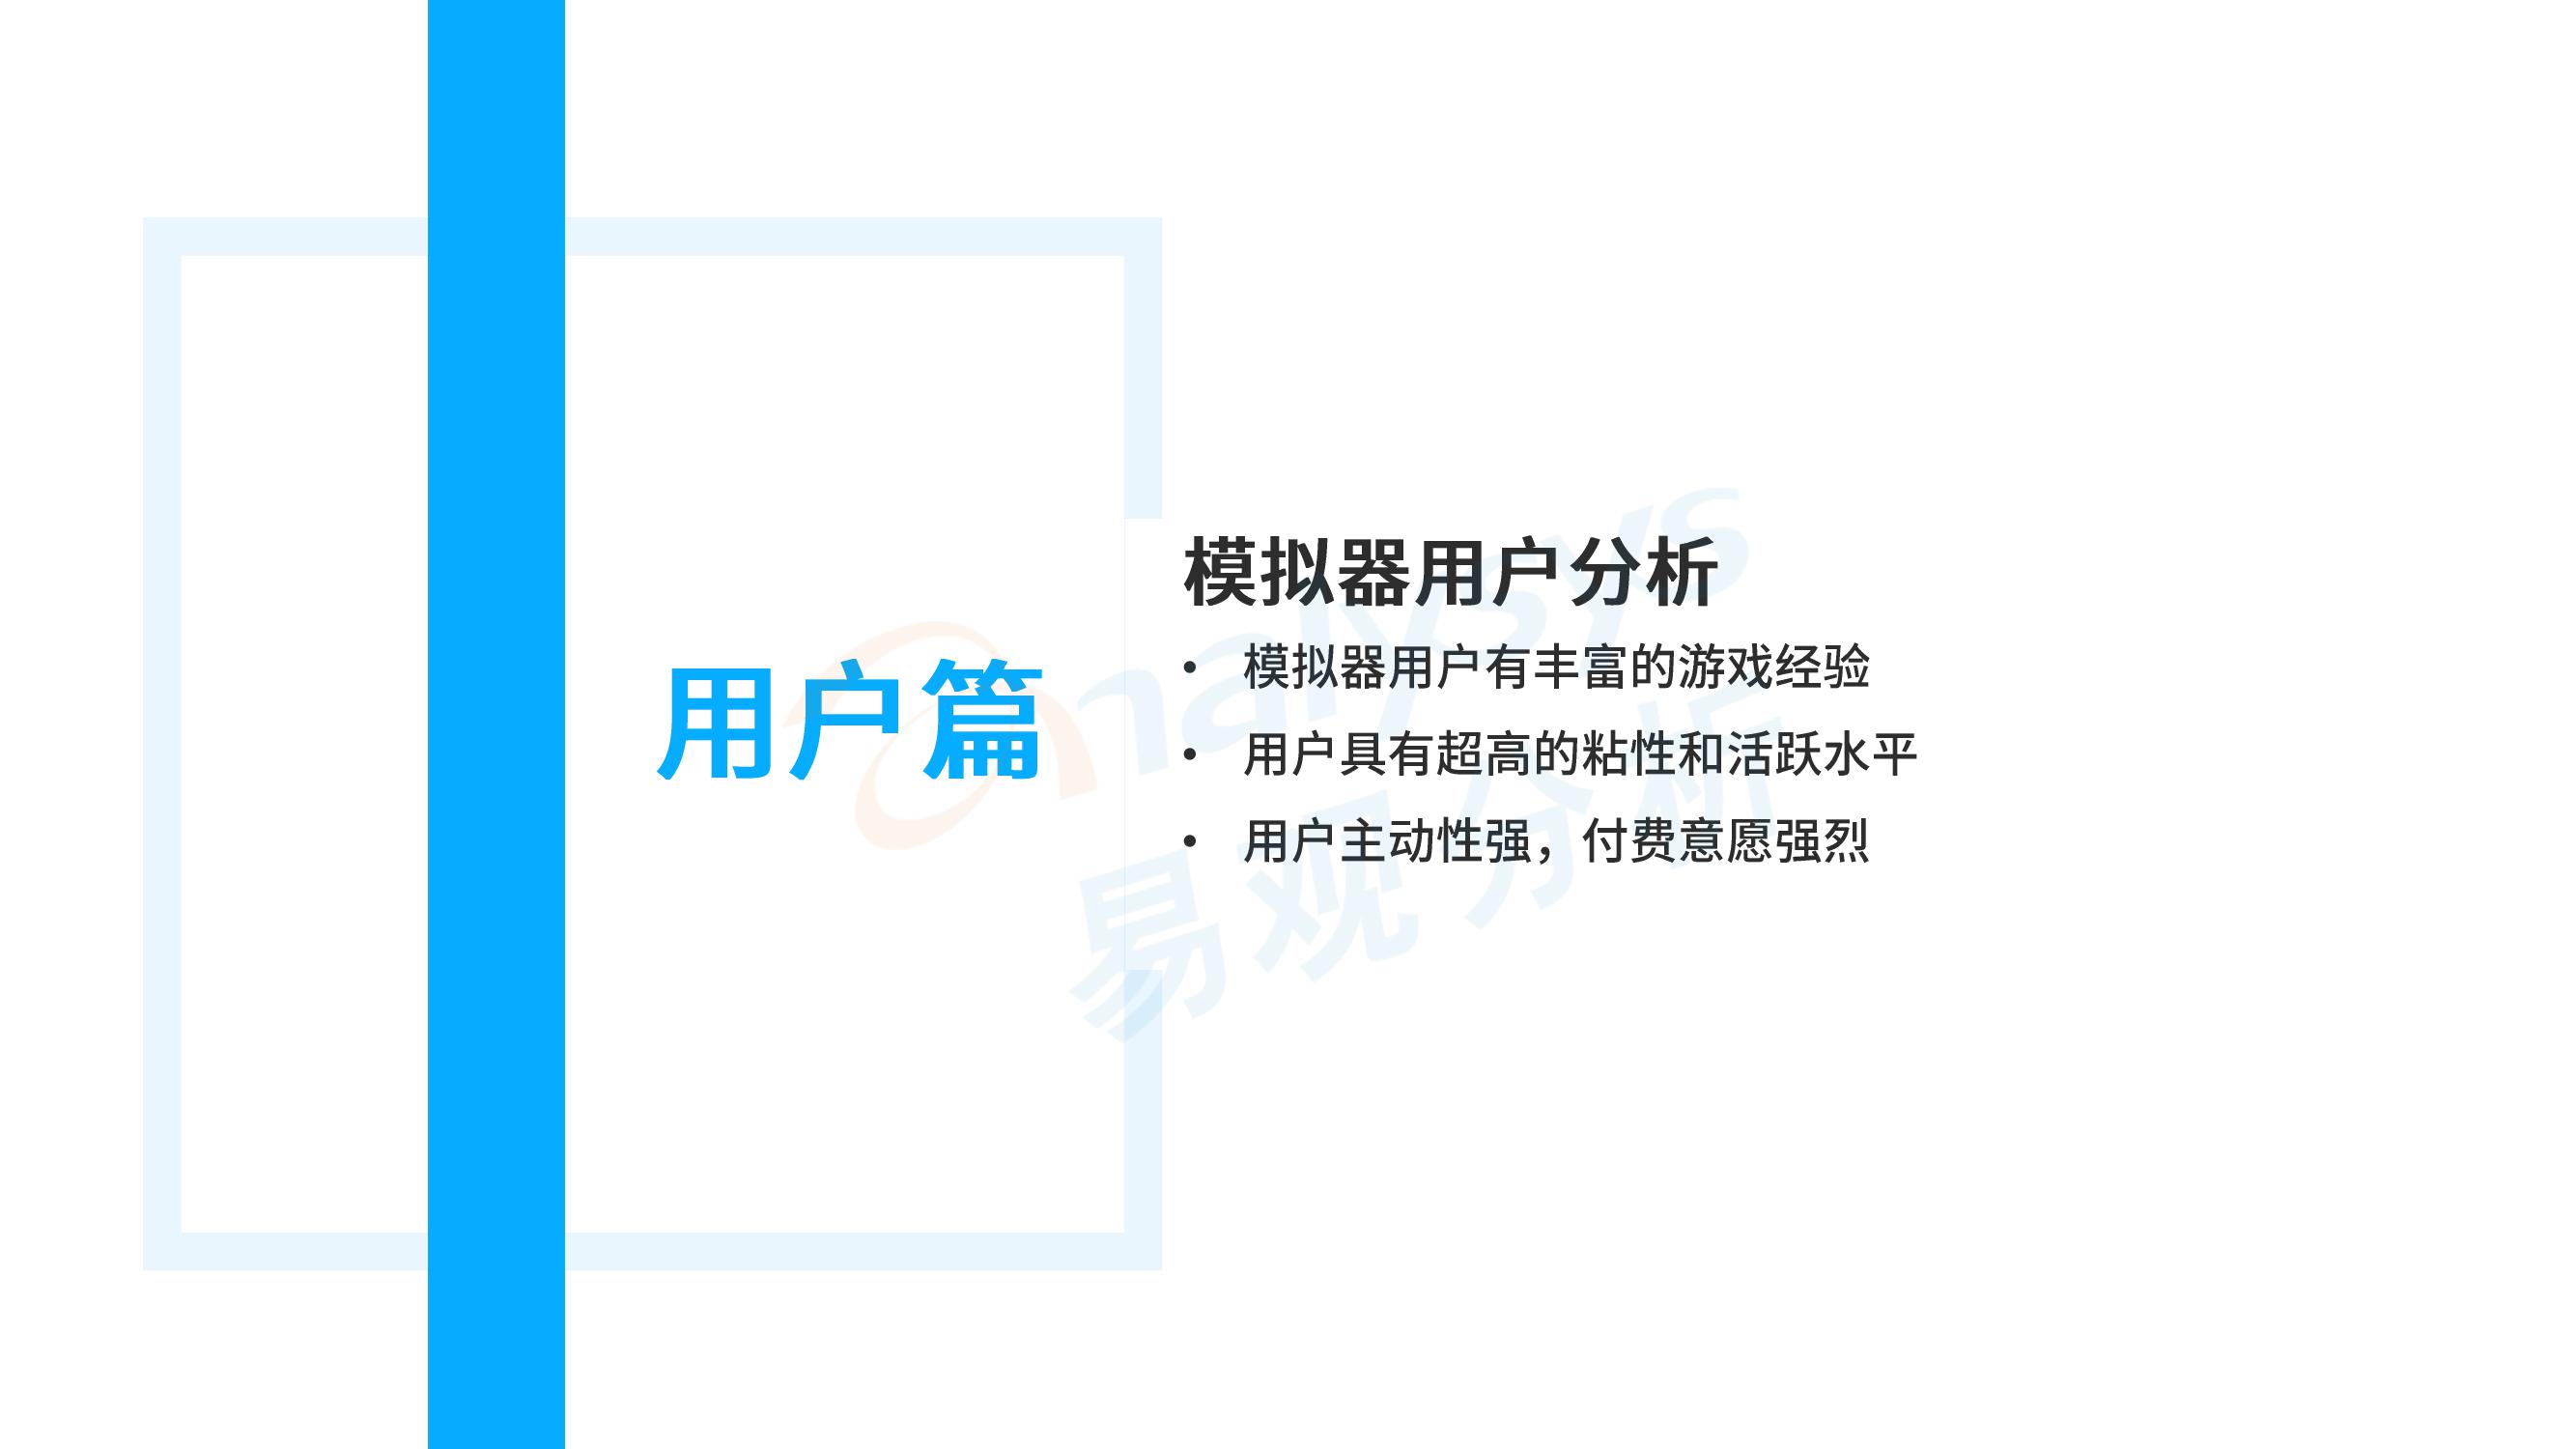 用户篇
模拟器用户分析
• 模拟器用户有丰富的游戏经验
• 用户具有超高的粘性和活跃水平
• 用户主动性强，付费意愿强烈
nalysys
易观分析